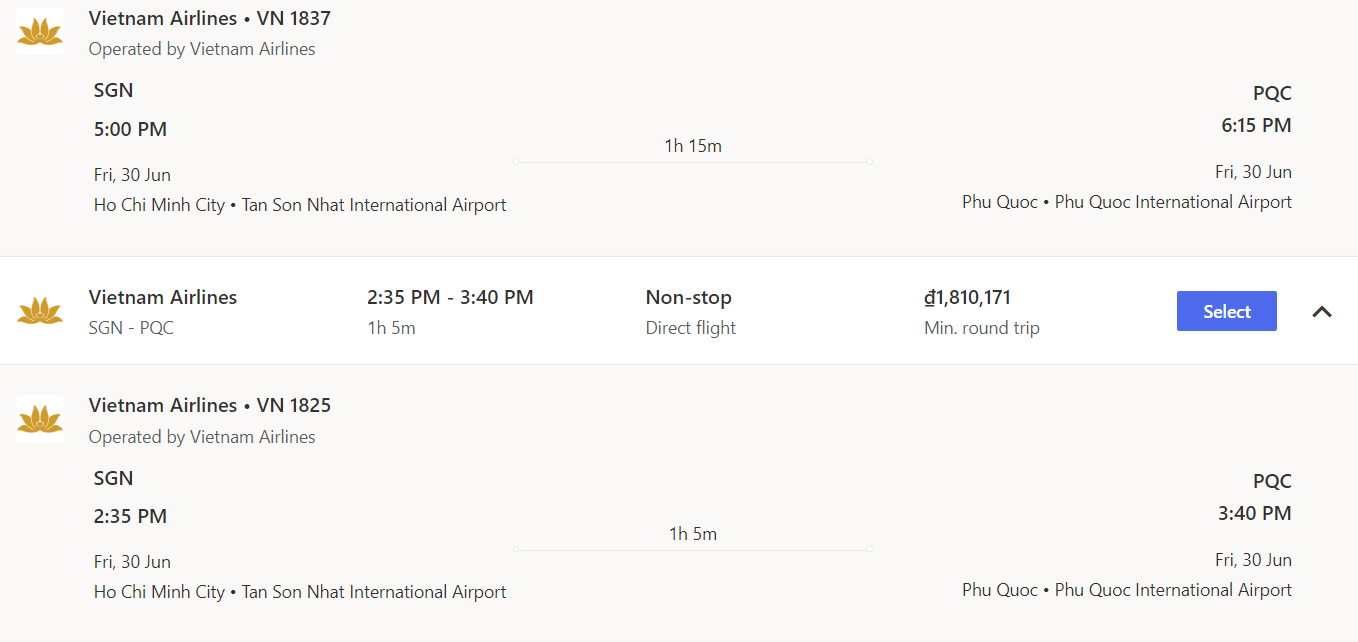 Vietnam Airlines • VN 1837
Operated by Vietnam Airlines
SGN
PQC
5:00 PM
6:15 PM
1h 15m
Fri, 30 Jun
Fri, 30 Jun
Ho Chi Minh City • Tan Son Nhat International Airport
Phu Quoc • Phu Quoc International Airport
Vietnam Airlines
2:35 PM - 3:40 PM
Non-stop
₫1,810,171
Select
SGN - PQC
1h 5m
Direct flight
Min. round trip
Vietnam Airlines • VN 1825
Operated by Vietnam Airlines
SGN
PQC
2:35 PM
3:40 PM
1h 5m
Fri, 30 Jun
Fri, 30 Jun
Ho Chi Minh City • Tan Son Nhat International Airport
Phu Quoc • Phu Quoc International Airport